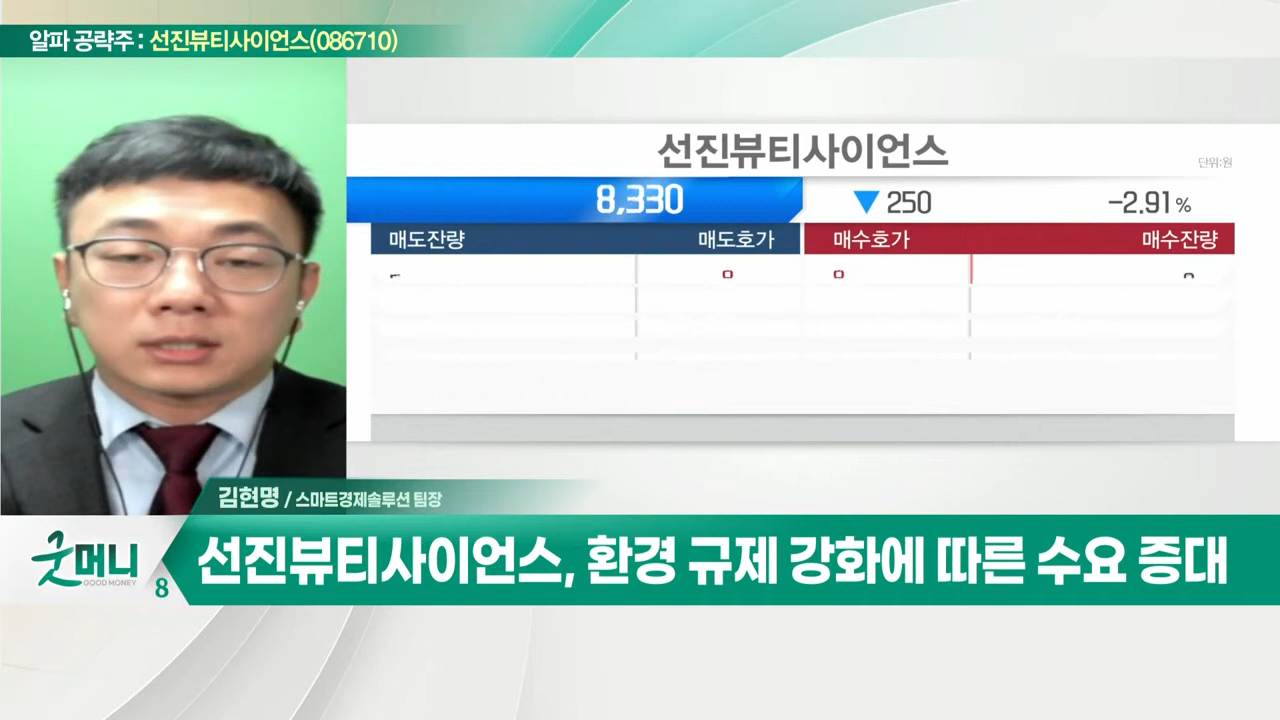 알파 공략주 : 선진뷰티사이언스(086710)
선진뷰티사이언스
단위:원
8,330 ▼ 250 -2.91 %
매도잔량 매도호가 매수호가 매수잔량
김현명 / 스마트경제솔루션 팀장
굿머니
GOOD MONEY
8
선진뷰티사이언스, 환경 규제 강화에 따른 수요 증대